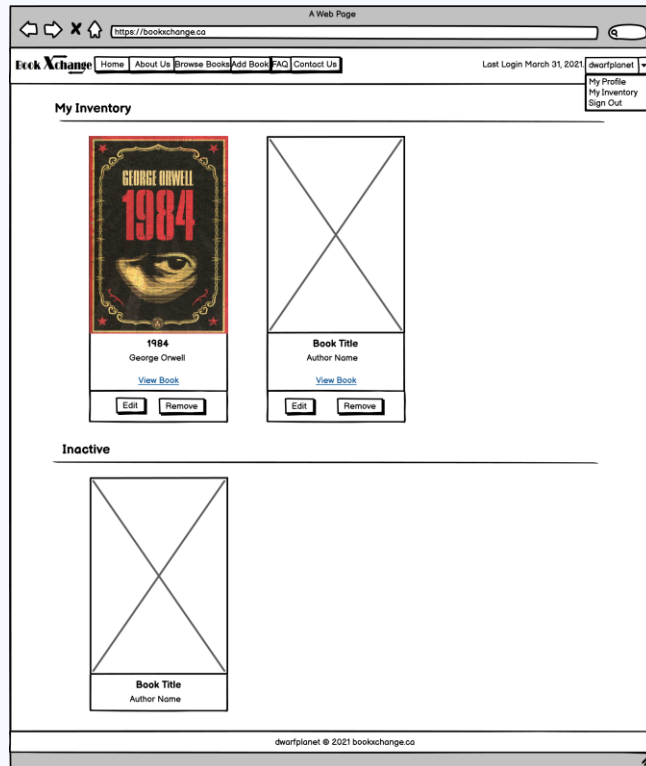 A Web Page
https://bookxchange.ca
Book Xchange Home About Us Browse Books Add Book FAQ Contact Us Last Login March 31, 2021. dwarfplanet
My Profile
My Inventory
Sign Out
My Inventory
GEORGE ORWELL
1984
1984
George Orwell
View Book
Edit Remove
Book Title
Author Name
View Book
Edit Remove
Inactive
Book Title
Author Name
dwarfplanet © 2021 bookxchange.ca